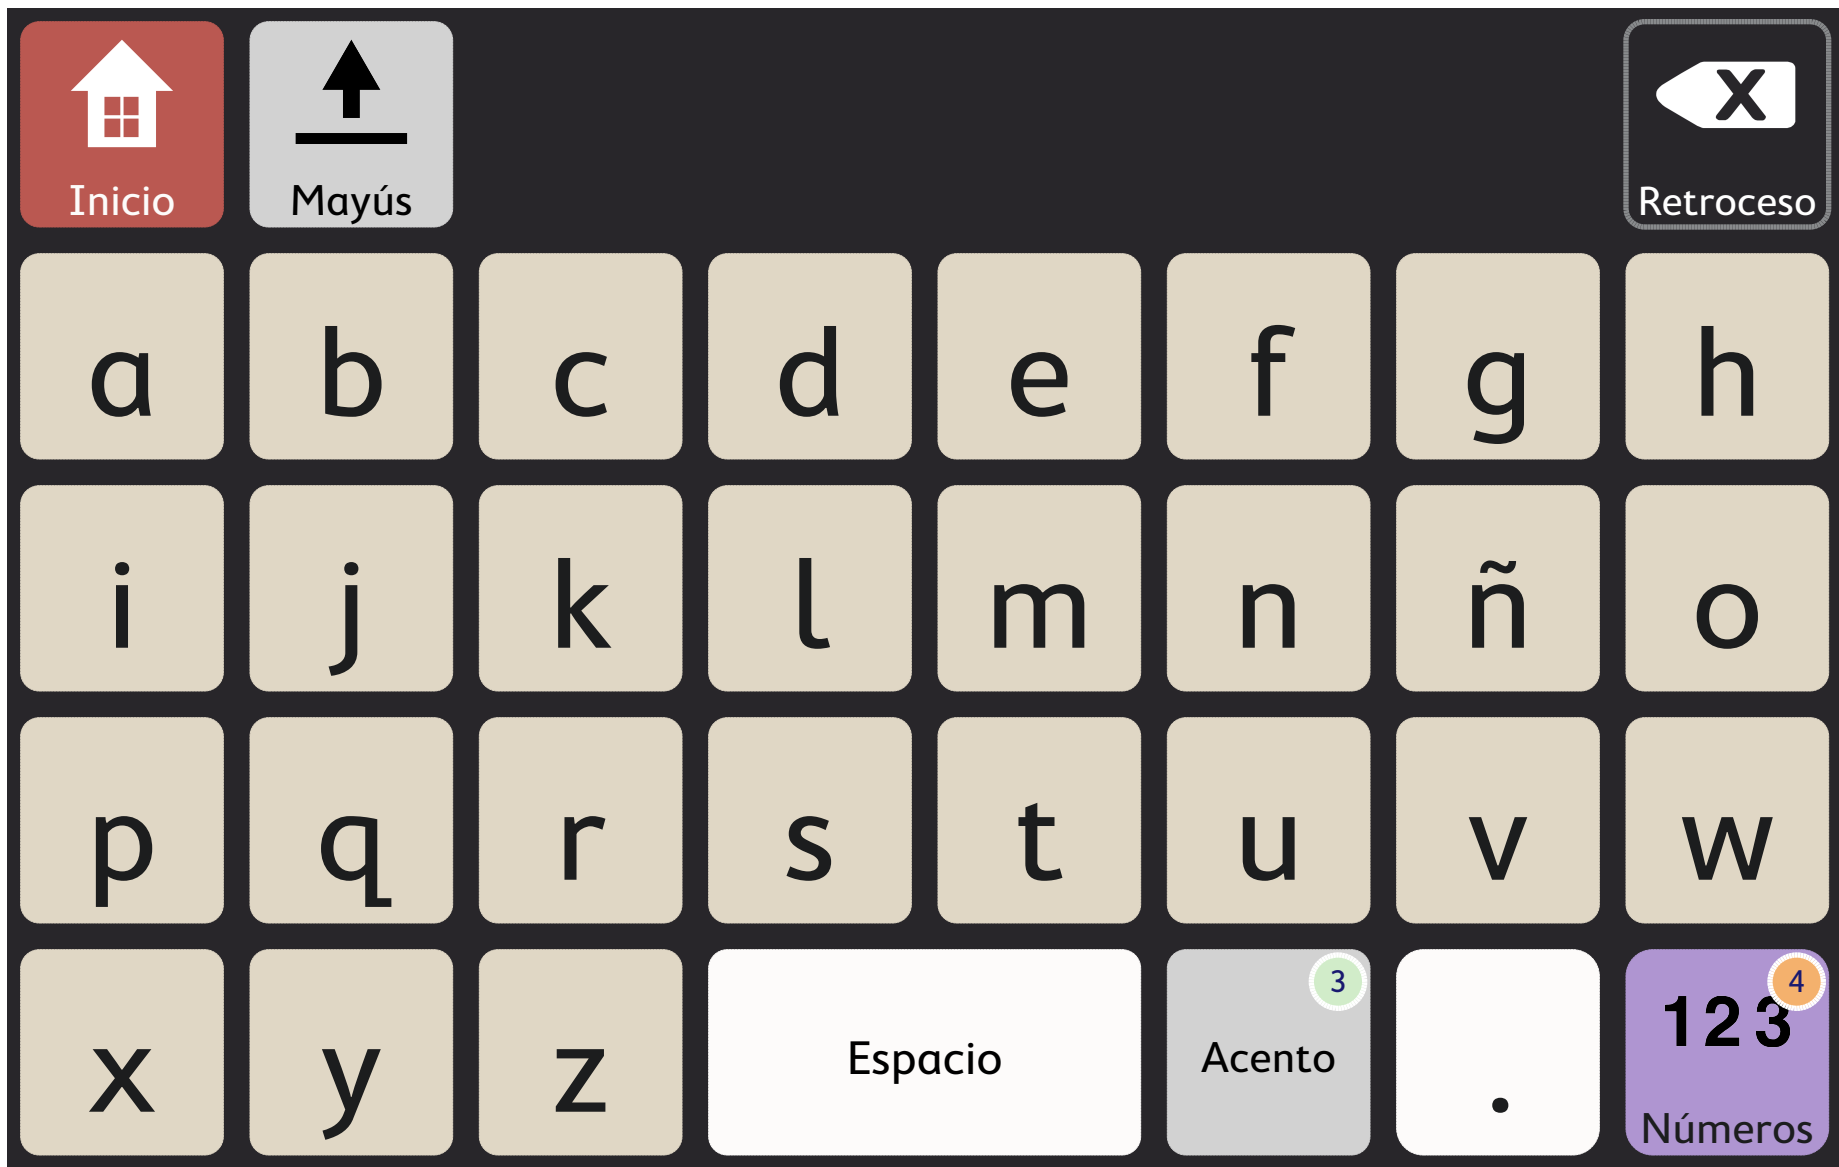 Inicio Mayús X Retroceso
a b c d e f g h
i j k l m n ñ o
p q r s t u v w
x y z Espacio Acento 3 . 123 4 Números